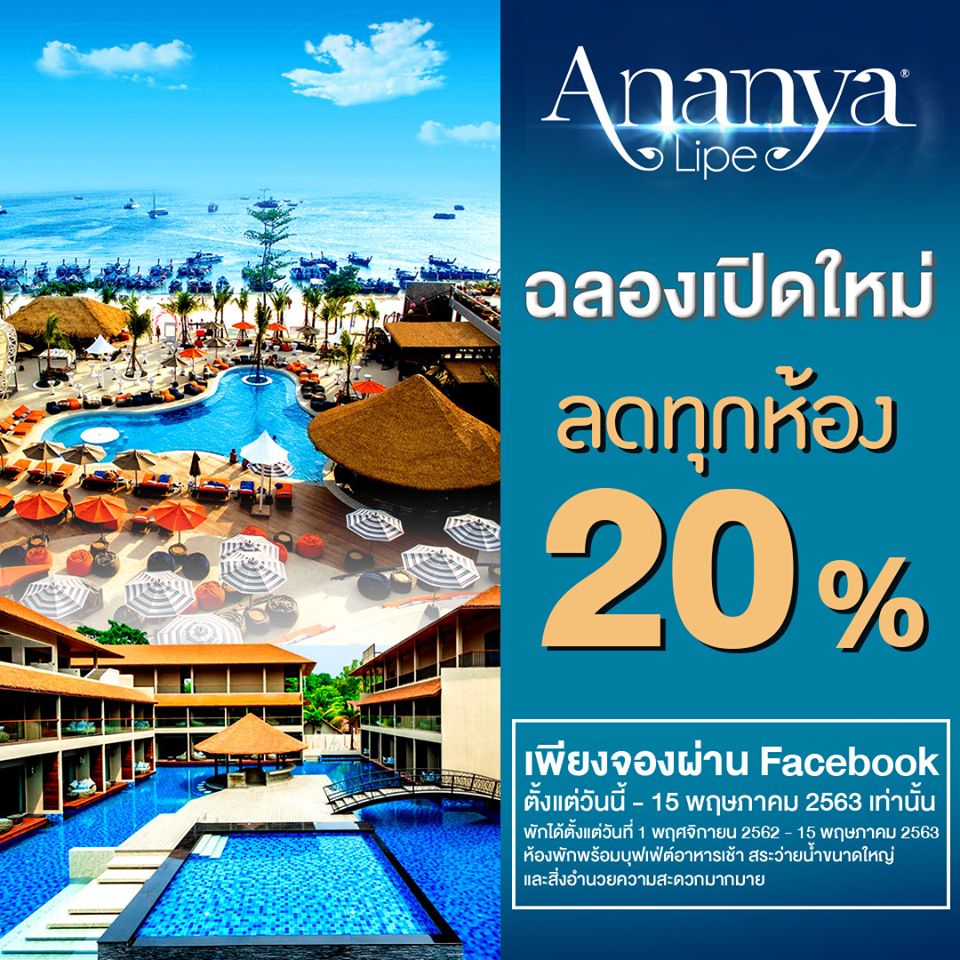 Ananya®
Lipe
ฉลองเปิดใหม่
ลดทุกห้อง
20%
เพียงจองผ่าน Facebook
ตั้งแต่วันนี้ - 15 พฤษภาคม 2563 เท่านั้น
พักได้ตั้งแต่วันที่ 1 พฤศจิกายน 2562 - 15 พฤษภาคม 2563
ห้องพักพร้อมบุฟเฟ่ต์อาหารเช้า สระว่ายน้ำขนาดใหญ่
และสิ่งอำนวยความสะดวกมากมาย